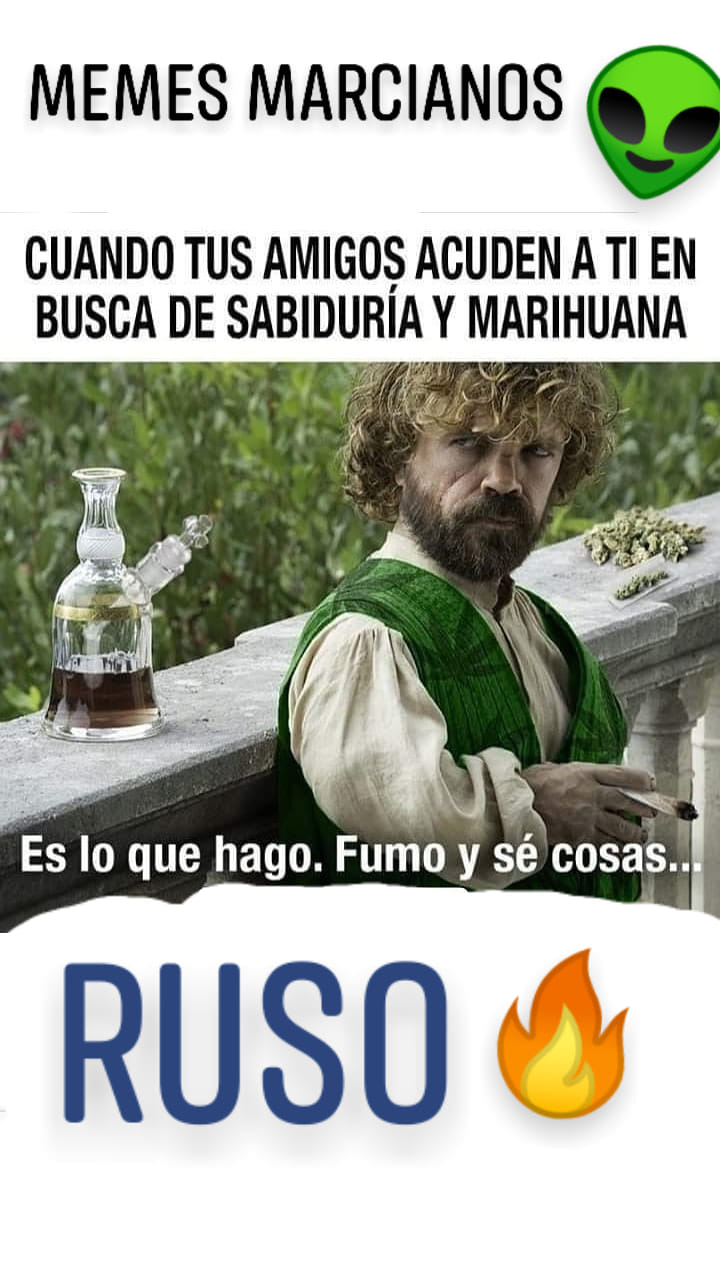 MEMES MARCIANOS
CUANDO TUS AMIGOS ACUDEN A TI EN
BUSCA DE SABIDURÍA Y MARIHUANA
Es lo que hago. Fumo y sé cosas...
RUSO